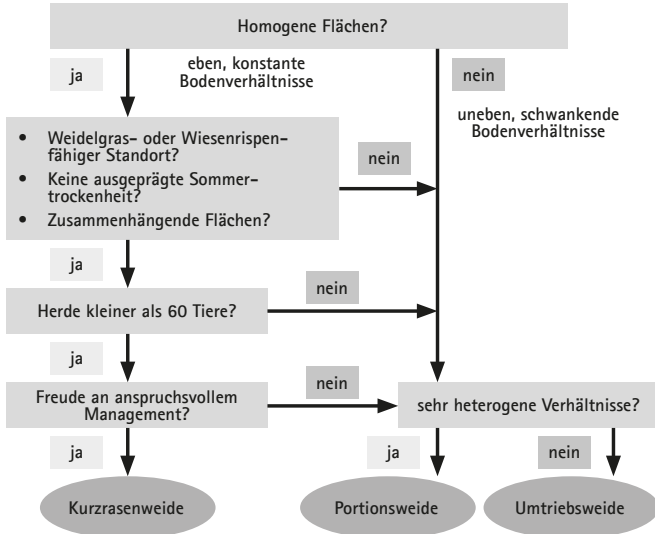 Homogene Flächen?
ja
eben, konstante
Bodenverhältnisse
nein
uneben, schwankende
Bodenverhältnisse
• Weidelgras- oder Wiesenrispen-
fähiger Standort?
• Keine ausgeprägte Sommer-
trockenheit?
• Zusammenhängende Flächen?
nein
ja
Herde kleiner als 60 Tiere?
nein
ja
Freude an anspruchsvollem
Management?
nein
sehr heterogene Verhältnisse?
ja
ja
nein
Kurzrasenweide
Portionsweide
Umtriebsweide